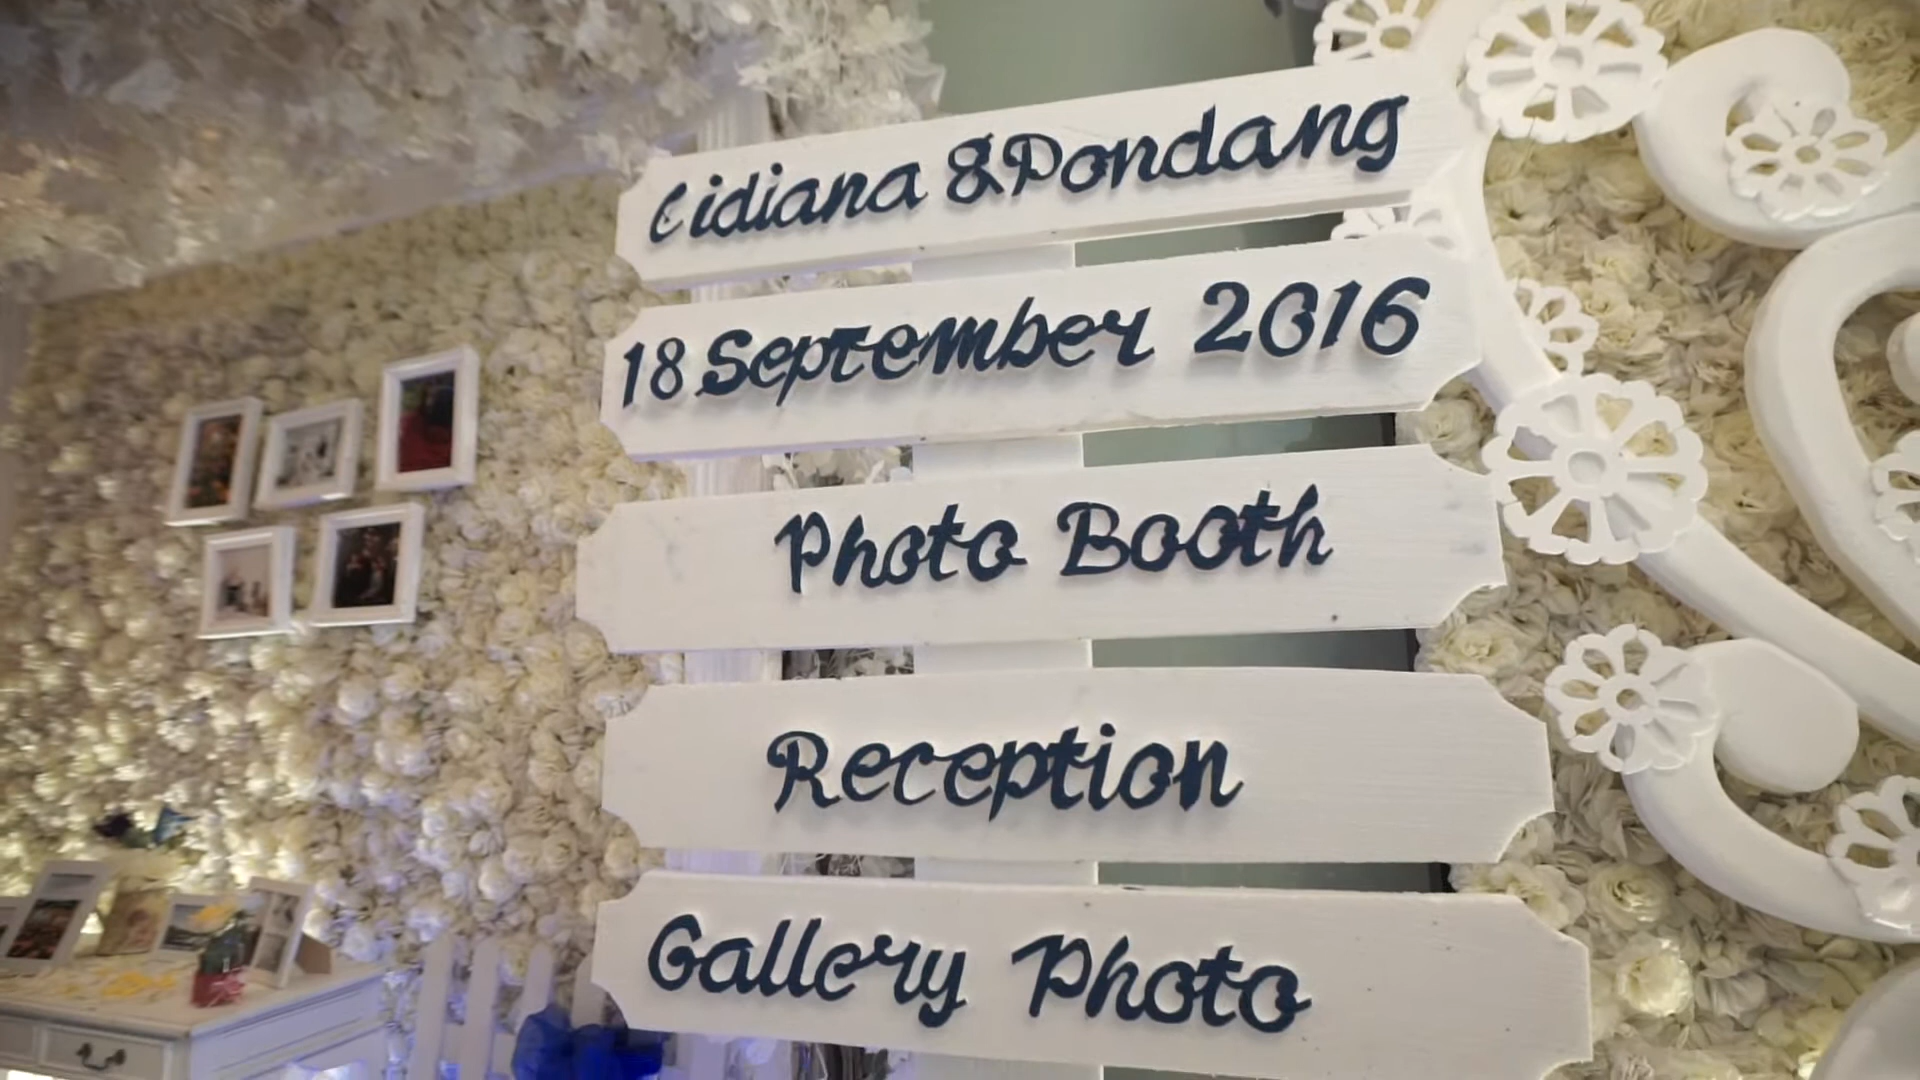 Lidiana & Pondang
18 September 2016
Photo Booth
Reception
Gallery Photo